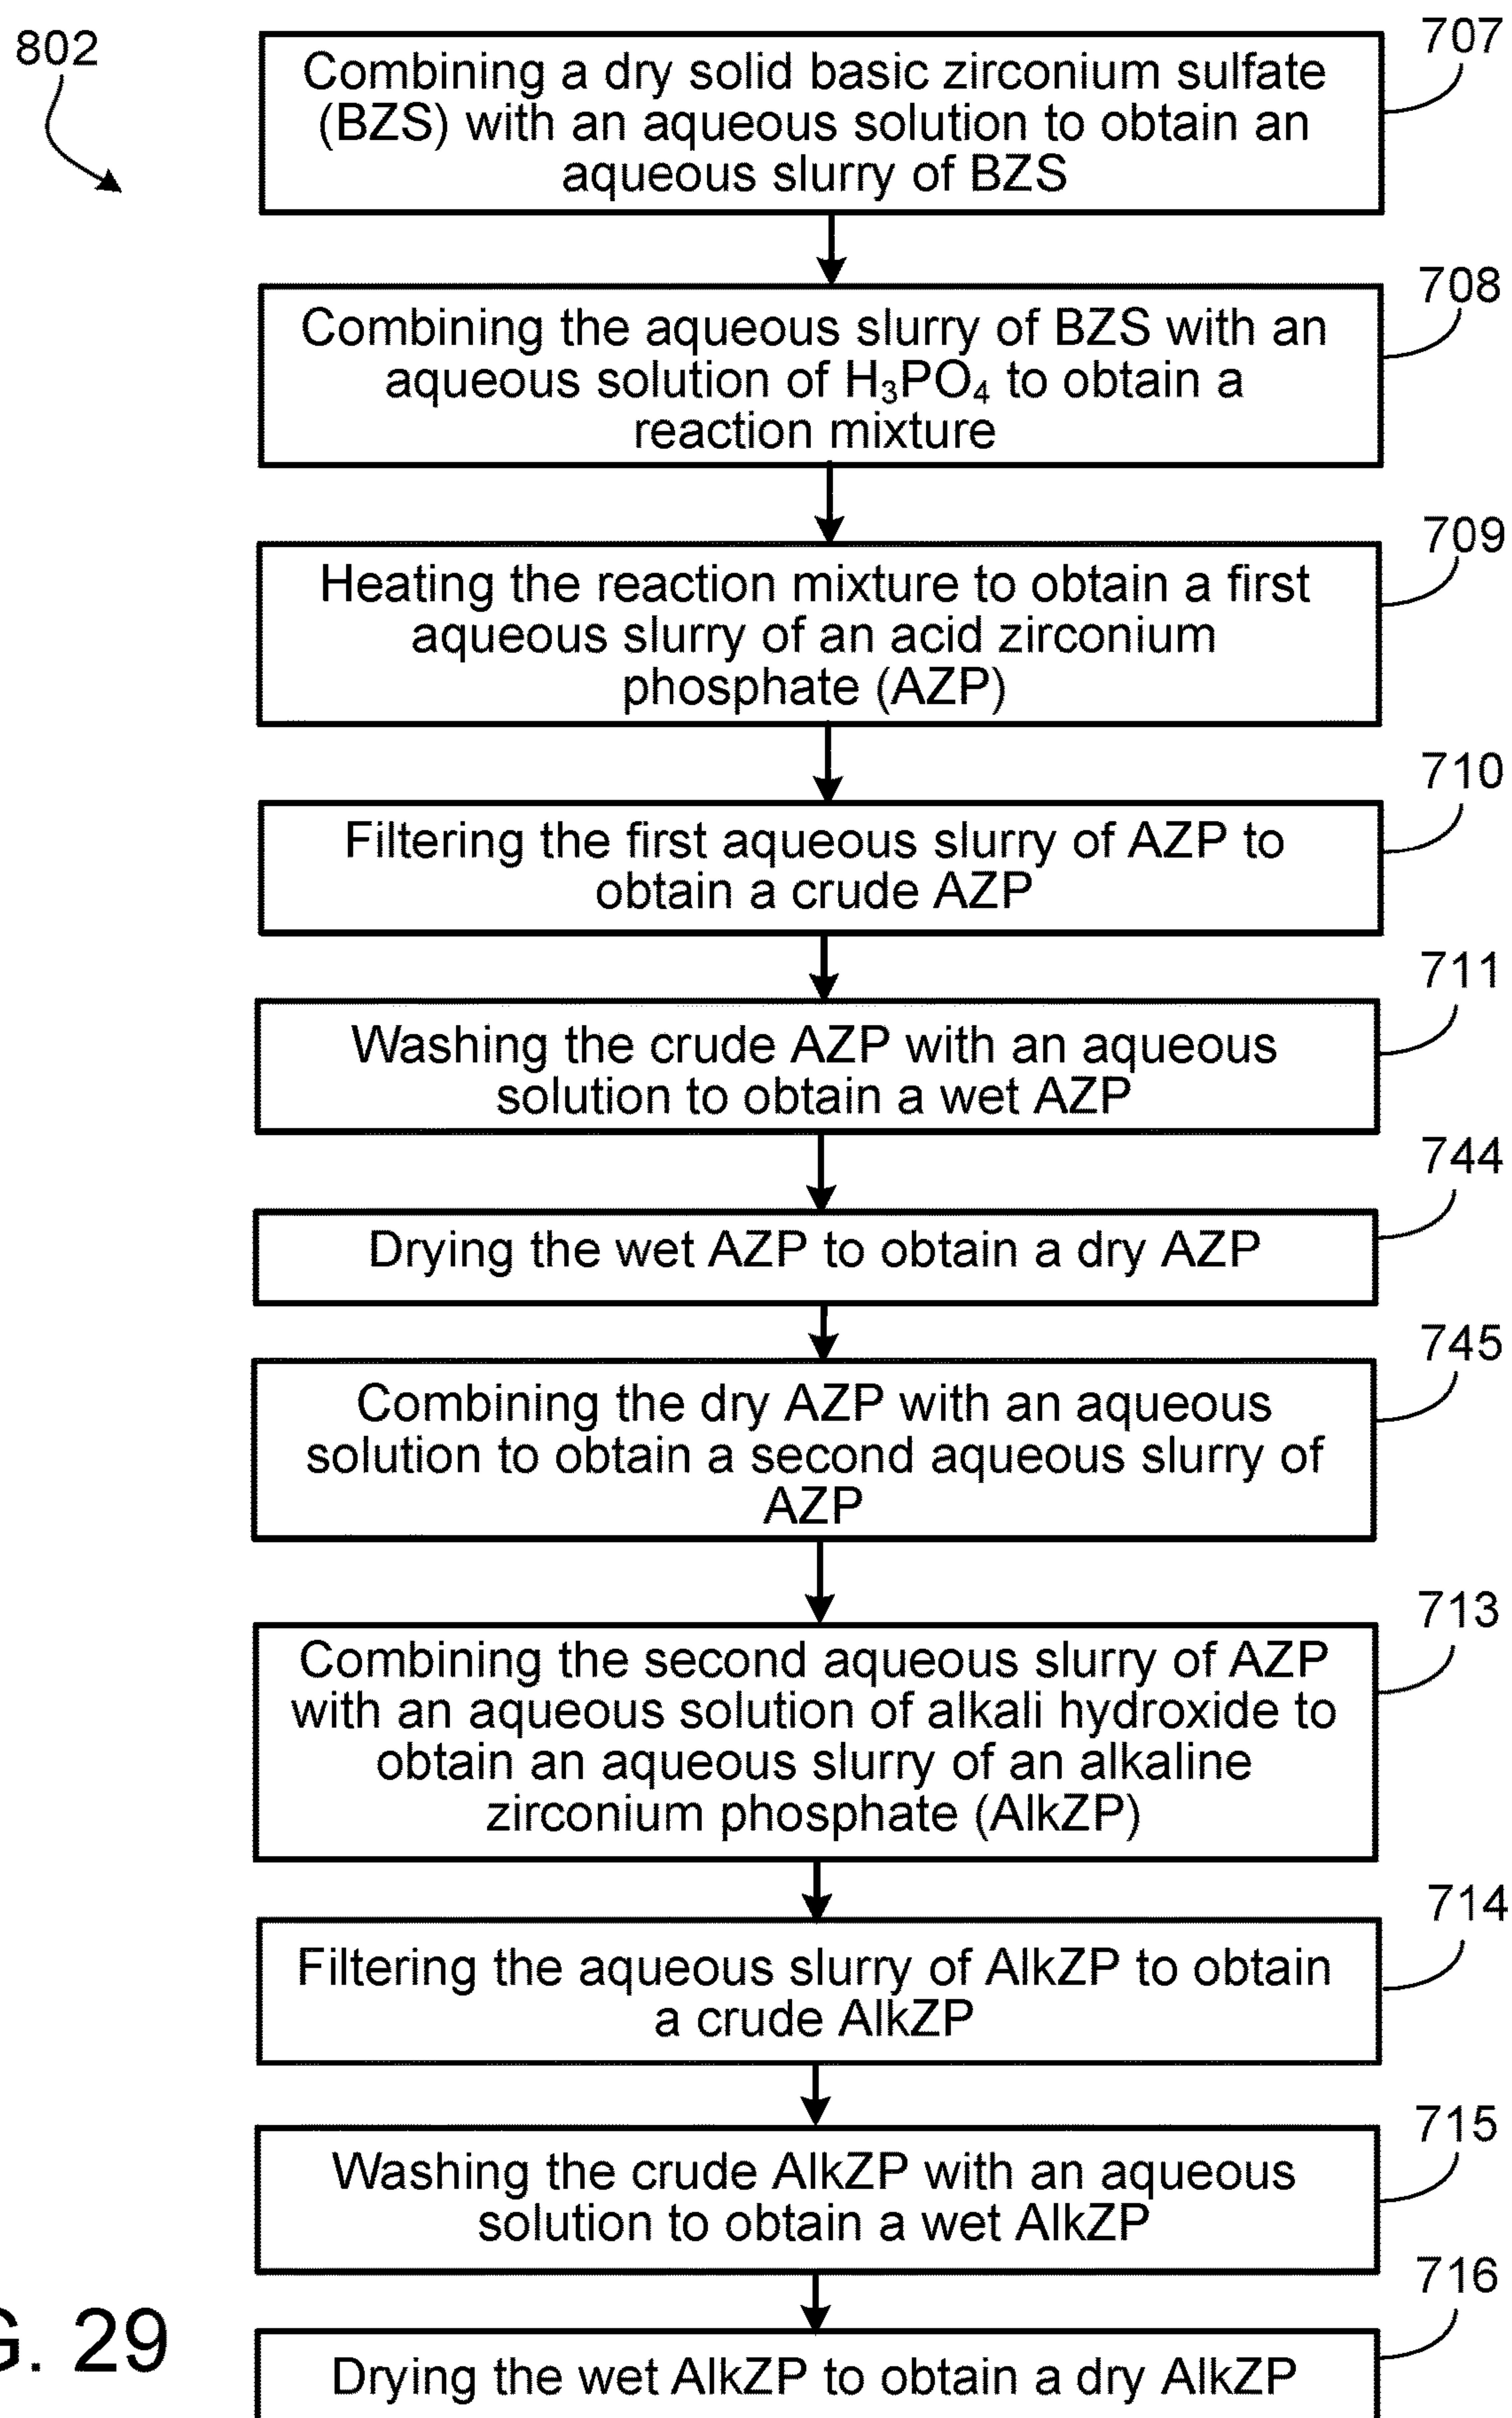 802
707
Combining a dry solid basic zirconium sulfate
(BZS) with an aqueous solution to obtain an
aqueous slurry of BZS
708
Combining the aqueous slurry of BZS with an
aqueous solution of H₃PO₄ to obtain a
reaction mixture
709
Heating the reaction mixture to obtain a first
aqueous slurry of an acid zirconium
phosphate (AZP)
710
Filtering the first aqueous slurry of AZP to
obtain a crude AZP
711
Washing the crude AZP with an aqueous
solution to obtain a wet AZP
744
Drying the wet AZP to obtain a dry AZP
745
Combining the dry AZP with an aqueous
solution to obtain a second aqueous slurry of
AZP
713
Combining the second aqueous slurry of AZP
with an aqueous solution of alkali hydroxide to
obtain an aqueous slurry of an alkaline
zirconium phosphate (AlkZP)
714
Filtering the aqueous slurry of AlkZP to obtain
a crude AlkZP
715
Washing the crude AlkZP with an aqueous
solution to obtain a wet AlkZP
716
Drying the wet AlkZP to obtain a dry AlkZP
G. 29